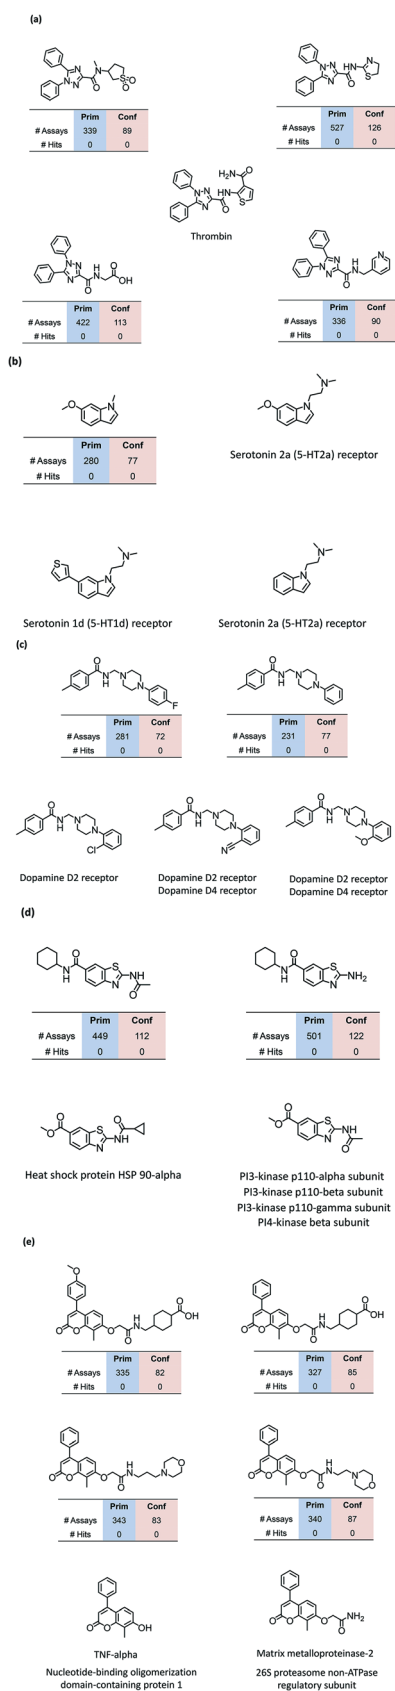 (a)
Prim Conf
# Assays 339 89
# Hits 0 0
Prim Conf
# Assays 527 126
# Hits 0 0
Thrombin
Prim Conf
# Assays 422 113
# Hits 0 0
Prim Conf
# Assays 336 90
# Hits 0 0
(b)
Prim Conf
# Assays 280 77
# Hits 0 0
Serotonin 2a (5-HT2a) receptor
Serotonin 1d (5-HT1d) receptor
Serotonin 2a (5-HT2a) receptor
(c)
Prim Conf
# Assays 281 72
# Hits 0 0
Prim Conf
# Assays 231 77
# Hits 0 0
Dopamine D2 receptor
Dopamine D2 receptor
Dopamine D4 receptor
Dopamine D2 receptor
Dopamine D4 receptor
(d)
Prim Conf
# Assays 449 112
# Hits 0 0
Prim Conf
# Assays 501 122
# Hits 0 0
Heat shock protein HSP 90-alpha
PI3-kinase p110-alpha subunit
PI3-kinase p110-beta subunit
PI3-kinase p110-gamma subunit
PI4-kinase beta subunit
(e)
Prim Conf
# Assays 335 82
# Hits 0 0
Prim Conf
# Assays 327 85
# Hits 0 0
Prim Conf
# Assays 343 83
# Hits 0 0
Prim Conf
# Assays 340 87
# Hits 0 0
TNF-alpha
Nucleotide-binding oligomerization
domain-containing protein 1
Matrix metalloproteinase-2
26S proteasome non-ATPase
regulatory subunit